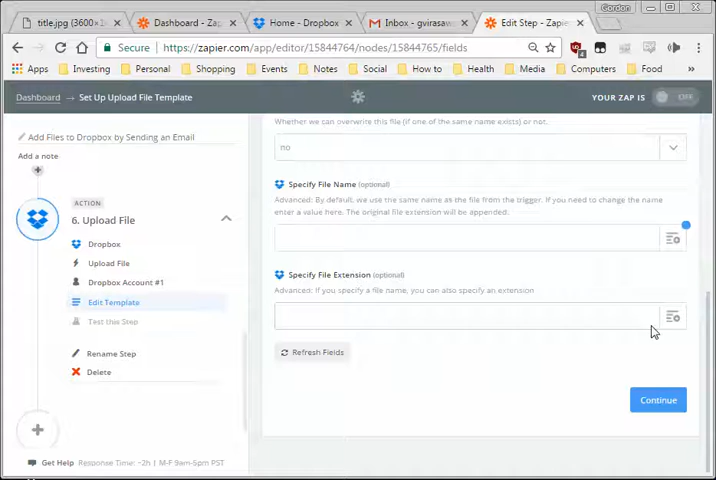 Gordon
title.jpg (3600×2
Dashboard - Zap
Home - Dropbox
Inbox - gvirasaw
Edit Step - Zapier
Secure
https://zapier.com/app/editor/15844764/nodes/15844765/fields
4
Apps
Investing
Personal
Shopping
Events
Notes
Social
How to
Health
Media
Computers
Food
Dashboard → Set Up Upload File Template
YOUR ZAP IS
OFF
Add Files to Dropbox by Sending an Email
Add a note
ACTION
6. Upload File
Dropbox
Upload File
Dropbox Account #1
Edit Template
Test this Step
Rename Step
Delete
Get Help
Response Time: ~2h | M-F 9am-5pm PST
Whether we can overwrite this file (if one of the same name exists) or not.
no
Specify File Name (optional)
Advanced: By default, we use the same name as the file from the trigger. If you need to change the name
enter a value here. The original file extension will be appended.
Specify File Extension (optional)
Advanced: If you specify a file name, you can also specify an extension
Refresh Fields
Continue